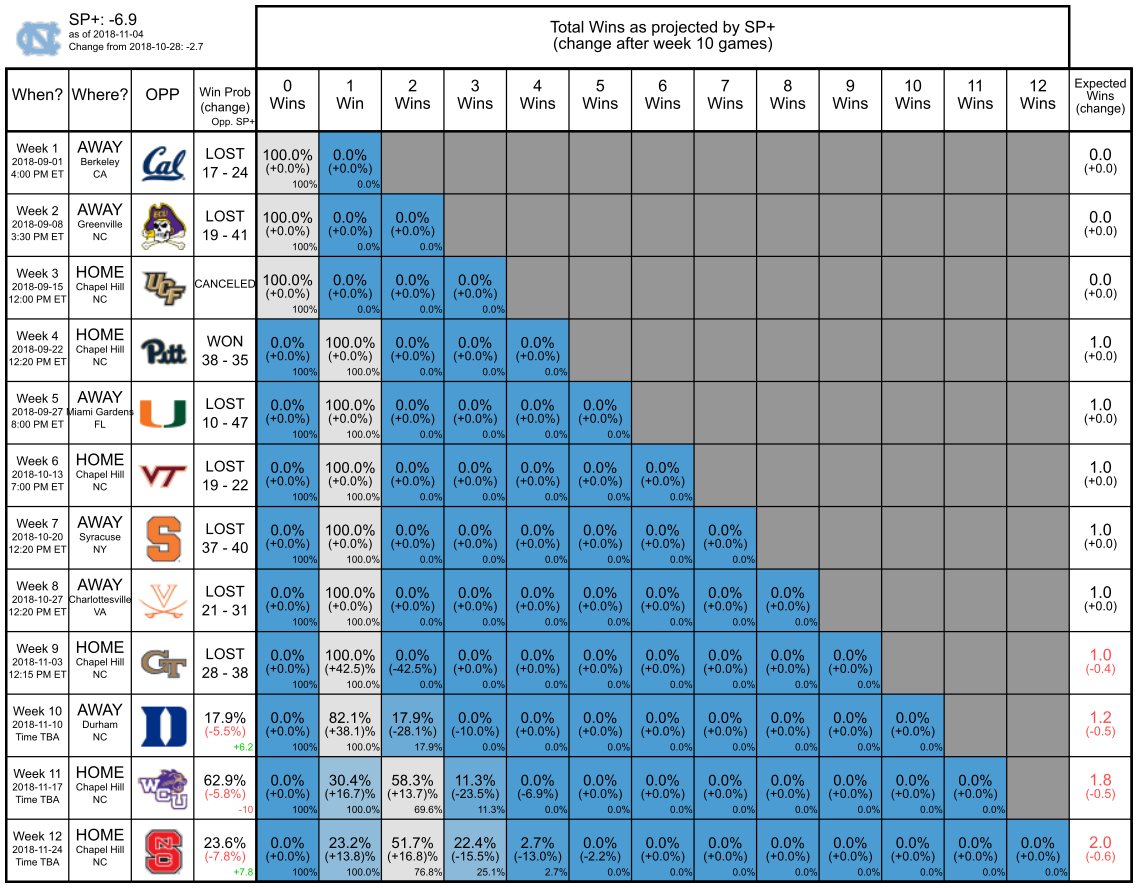 SP+: -6.9
as of 2018-11-04
Change from 2018-10-28: -2.7
Total Wins as projected by SP+
(change after week 10 games)
When? Where? OPP Win Prob (change) Opp. SP+ 0 Wins 1 Win 2 Wins 3 Wins 4 Wins 5 Wins 6 Wins 7 Wins 8 Wins 9 Wins 10 Wins 11 Wins 12 Wins Expected Wins (change)
Week 1 AWAY LOST 100.0% 0.0% 0.0
2018-09-01 Berkeley Cal (+0.0%) (+0.0%) (+0.0)
4:00 PM ET CA 17 - 24 100% 0.0%
Week 2 AWAY LOST 100.0% 0.0% 0.0% 0.0
2018-09-08 Greenville ECU (+0.0%) (+0.0%) (+0.0%) (+0.0)
3:30 PM ET NC 19 - 41 100% 0.0% 0.0%
Week 3 HOME 100.0% 0.0% 0.0% 0.0% 0.0
2018-09-15 Chapel Hill UCF CANCELED (+0.0%) (+0.0%) (+0.0%) (+0.0%) (+0.0)
12:00 PM ET NC 100% 0.0% 0.0% 0.0%
Week 4 HOME WON 0.0% 100.0% 0.0% 0.0% 0.0% 1.0
2018-09-22 Chapel Hill Pitt (+0.0%) (+0.0%) (+0.0%) (+0.0%) (+0.0%) (+0.0)
12:20 PM ET NC 38 - 35 100% 100.0% 0.0% 0.0% 0.0%
Week 5 AWAY LOST 0.0% 100.0% 0.0% 0.0% 0.0% 0.0% 1.0
2018-09-27 Miami Gardens U (+0.0%) (+0.0%) (+0.0%) (+0.0%) (+0.0%) (+0.0%) (+0.0)
8:00 PM ET FL 10 - 47 100% 100.0% 0.0% 0.0% 0.0% 0.0%
Week 6 HOME LOST 0.0% 100.0% 0.0% 0.0% 0.0% 0.0% 0.0% 1.0
2018-10-13 Chapel Hill VT (+0.0%) (+0.0%) (+0.0%) (+0.0%) (+0.0%) (+0.0%) (+0.0%) (+0.0)
7:00 PM ET NC 19 - 22 100% 100.0% 0.0% 0.0% 0.0% 0.0% 0.0%
Week 7 AWAY LOST 0.0% 100.0% 0.0% 0.0% 0.0% 0.0% 0.0% 0.0% 1.0
2018-10-20 Syracuse S (+0.0%) (+0.0%) (+0.0%) (+0.0%) (+0.0%) (+0.0%) (+0.0%) (+0.0%) (+0.0)
12:20 PM ET NY 37 - 40 100% 100.0% 0.0% 0.0% 0.0% 0.0% 0.0% 0.0%
Week 8 AWAY LOST 0.0% 100.0% 0.0% 0.0% 0.0% 0.0% 0.0% 0.0% 0.0% 1.0
2018-10-27 Charlottesville V (+0.0%) (+0.0%) (+0.0%) (+0.0%) (+0.0%) (+0.0%) (+0.0%) (+0.0%) (+0.0%) (+0.0)
12:20 PM ET VA 21 - 31 100% 100.0% 0.0% 0.0% 0.0% 0.0% 0.0% 0.0% 0.0%
Week 9 HOME LOST 0.0% 100.0% 0.0% 0.0% 0.0% 0.0% 0.0% 0.0% 0.0% 0.0% 1.0
2018-11-03 Chapel Hill GT (+0.0%) (+42.5)% (-42.5%) (+0.0%) (+0.0%) (+0.0%) (+0.0%) (+0.0%) (+0.0%) (+0.0%) (-0.4)
12:15 PM ET NC 28 - 38 100% 100.0% 0.0% 0.0% 0.0% 0.0% 0.0% 0.0% 0.0% 0.0%
Week 10 AWAY 17.9% 0.0% 82.1% 17.9% 0.0% 0.0% 0.0% 0.0% 0.0% 0.0% 0.0% 0.0% 1.2
2018-11-10 Durham D (-5.5%) (+0.0%) (+38.1)% (-28.1%) (-10.0%) (+0.0%) (+0.0%) (+0.0%) (+0.0%) (+0.0%) (+0.0%) (+0.0%) (-0.5)
Time TBA NC +6.2 100% 100.0% 17.9% 0.0% 0.0% 0.0% 0.0% 0.0% 0.0% 0.0% 0.0%
Week 11 HOME 62.9% 0.0% 30.4% 58.3% 11.3% 0.0% 0.0% 0.0% 0.0% 0.0% 0.0% 0.0% 0.0% 1.8
2018-11-17 Chapel Hill WCU (-5.8%) (+0.0%) (+16.7)% (+13.7)% (-23.5%) (-6.9%) (+0.0%) (+0.0%) (+0.0%) (+0.0%) (+0.0%) (+0.0%) (+0.0%) (-0.5)
Time TBA NC -10 100% 100.0% 69.6% 11.3% 0.0% 0.0% 0.0% 0.0% 0.0% 0.0% 0.0% 0.0%
Week 12 HOME 23.6% 0.0% 23.2% 51.7% 22.4% 2.7% 0.0% 0.0% 0.0% 0.0% 0.0% 0.0% 0.0% 0.0% 2.0
2018-11-24 Chapel Hill NCS (-7.8%) (+0.0%) (+13.8)% (+16.8)% (-15.5%) (-13.0%) (-2.2%) (+0.0%) (+0.0%) (+0.0%) (+0.0%) (+0.0%) (+0.0%) (+0.0%) (-0.6)
Time TBA NC +7.8 100% 100.0% 76.8% 25.1% 2.7% 0.0% 0.0% 0.0% 0.0% 0.0% 0.0% 0.0% 0.0%